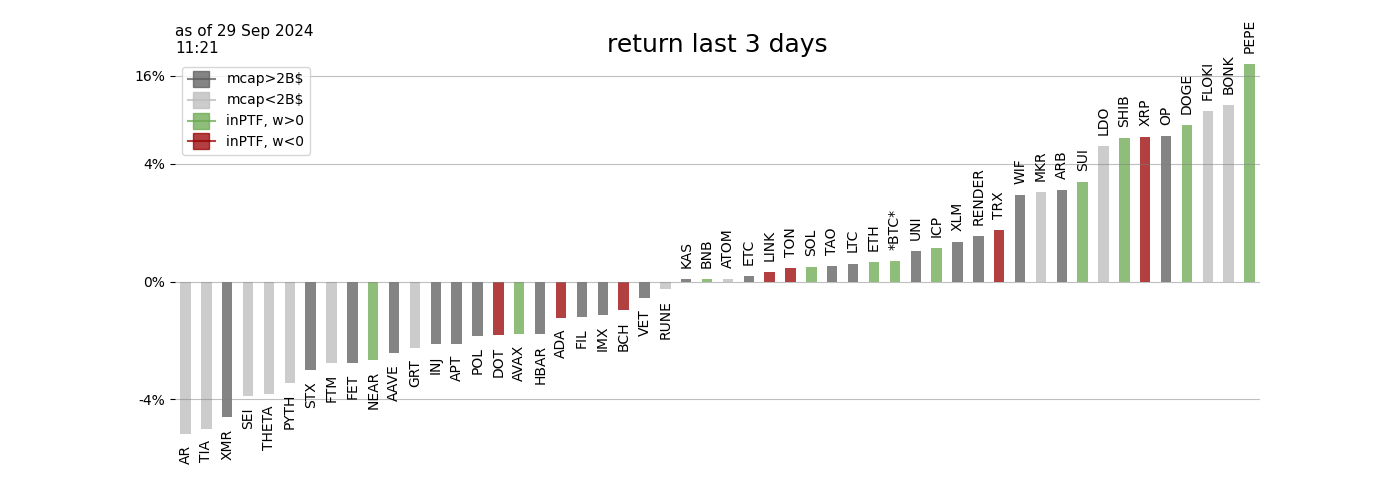 as of 29 Sep 2024
11:21
return last 3 days
mcap>2B$
mcap<2B$
inPTF, w>0
inPTF, w<0
16%
4%
0%
-4%
AR
TIA
XMR
SEI
THETA
PYTH
STX
FTM
FET
NEAR
AAVE
GRT
INJ
APT
POL
DOT
AVAX
HBAR
ADA
FIL
IMX
BCH
VET
RUNE
KAS
BNB
ATOM
ETC
LINK
TON
SOL
TAO
LTC
ETH
*BTC*
UNI
ICP
XLM
RENDER
TRX
WIF
MKR
ARB
SUI
LDO
SHIB
XRP
OP
DOGE
FLOKI
BONK
PEPE